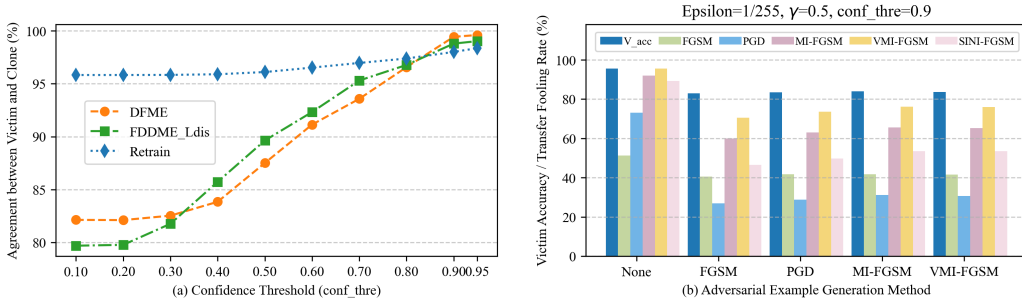 Agreement between Victim and Clone (%)
100
95
90
85
80
DFME
FDDME_Ldis
Retrain
0.10 0.20 0.30 0.40 0.50 0.60 0.70 0.80 0.90 0.95
(a) Confidence Threshold (conf_thre)
Epsilon=1/255, γ=0.5, conf_thre=0.9
Victim Accuracy / Transfer Fooling Rate (%)
V_acc FGSM PGD MI-FGSM VMI-FGSM SINI-FGSM
100
80
60
40
20
0
None FGSM PGD MI-FGSM VMI-FGSM
(b) Adversarial Example Generation Method